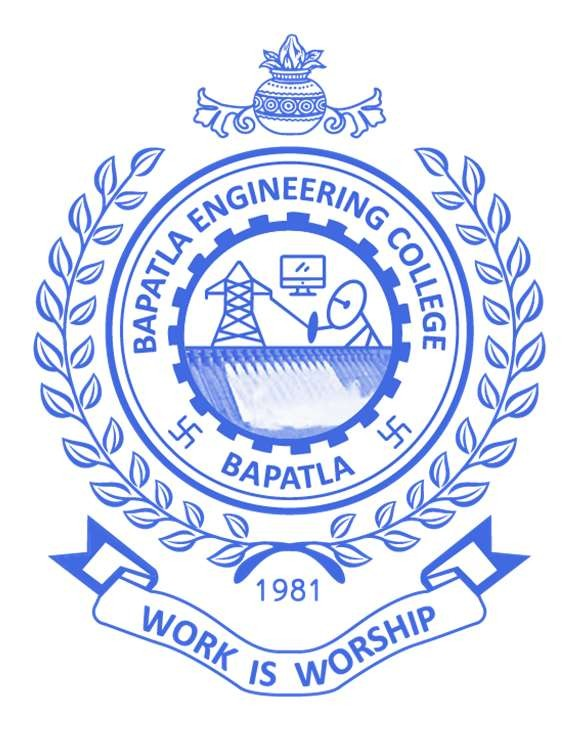 BAPATLA ENGINEERING COLLEGE
BAPATLA
1981
WORK IS WORSHIP